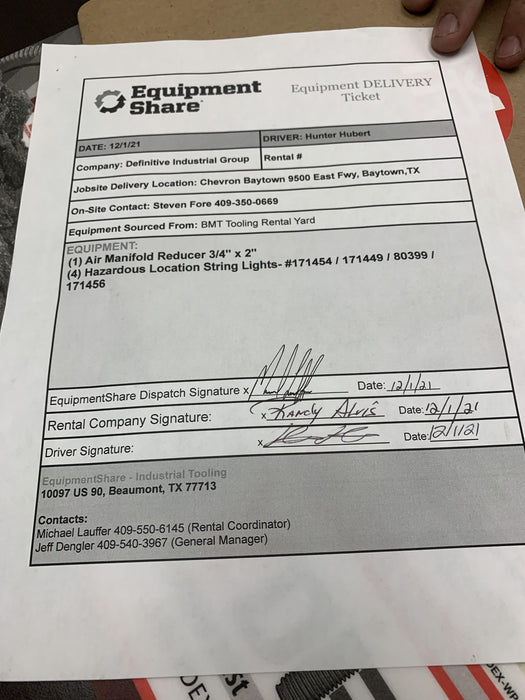 Equipment
Share
Equipment DELIVERY
Ticket
DATE: 12/1/21
DRIVER: Hunter Hubert
Company: Definitive Industrial Group
Rental #
Jobsite Delivery Location: Chevron Baytown 9500 East Fwy, Baytown,TX
On-Site Contact: Steven Fore 409-350-0669
Equipment Sourced From: BMT Tooling Rental Yard
EQUIPMENT:
(1) Air Manifold Reducer 3/4" x 2"
(4) Hazardous Location String Lights- #171454 / 171449 / 80399 /
171456
EquipmentShare Dispatch Signature x Date: 12/1/21
Rental Company Signature: x Randy Alvis Date: 12/1/21
Driver Signature: x Date: 12/1/21
EquipmentShare - Industrial Tooling
10097 US 90, Beaumont, TX 77713
Contacts:
Michael Lauffer 409-550-6145 (Rental Coordinator)
Jeff Dengler 409-540-3967 (General Manager)